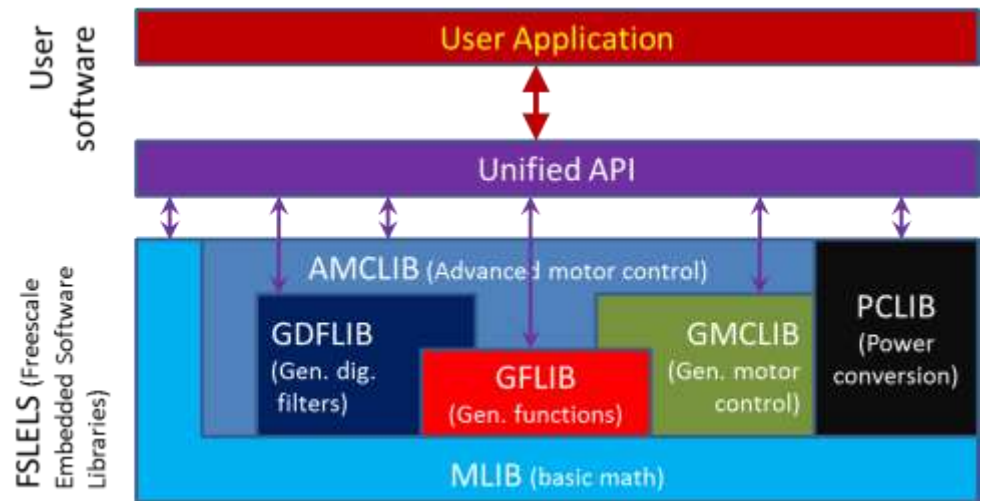 User
software
User Application
Unified API
FSLELS (Freescale
Embedded Software
Libraries)
AMCLIB (Advanced motor control)
GDFLIB
(Gen. dig.
filters)
GFLIB
(Gen. functions)
GMCLIB
(Gen. motor
control)
PCLIB
(Power
conversion)
MLIB (basic math)